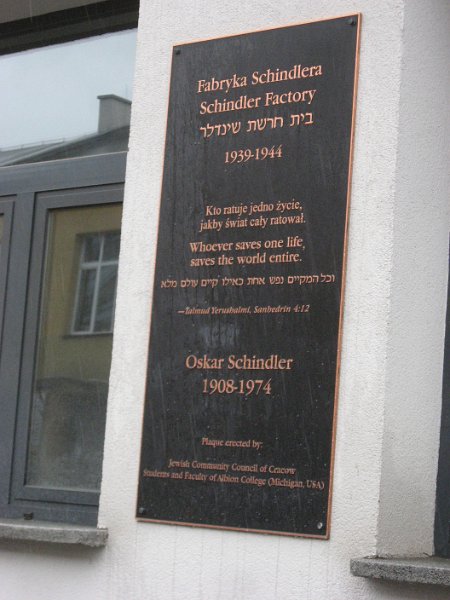 Fabryka Schindlera
Schindler Factory
בית חרשת שינדלר
1939-1944
Kto ratuje jedno życie,
jakby świat cały ratował.
Whoever saves one life,
saves the world entire.
וכל המקיים נפש אחת כאילו קיים עולם מלא
—Talmud Yerushalmi, Sanhedrin 4:12
Oskar Schindler
1908-1974
Plaque erected by:
Jewish Community Council of Cracow
Students and Faculty of Albion College (Michigan, USA)